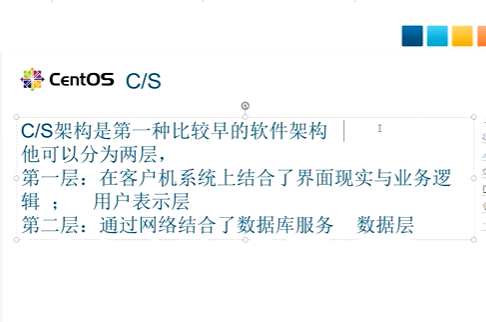 CentOS C/S
C/S架构是第一种比较早的软件架构
他可以分为两层，
第一层：在客户机系统上结合了界面现实与业务逻
辑 ； 用户表示层
第二层：通过网络结合了数据库服务 数据层